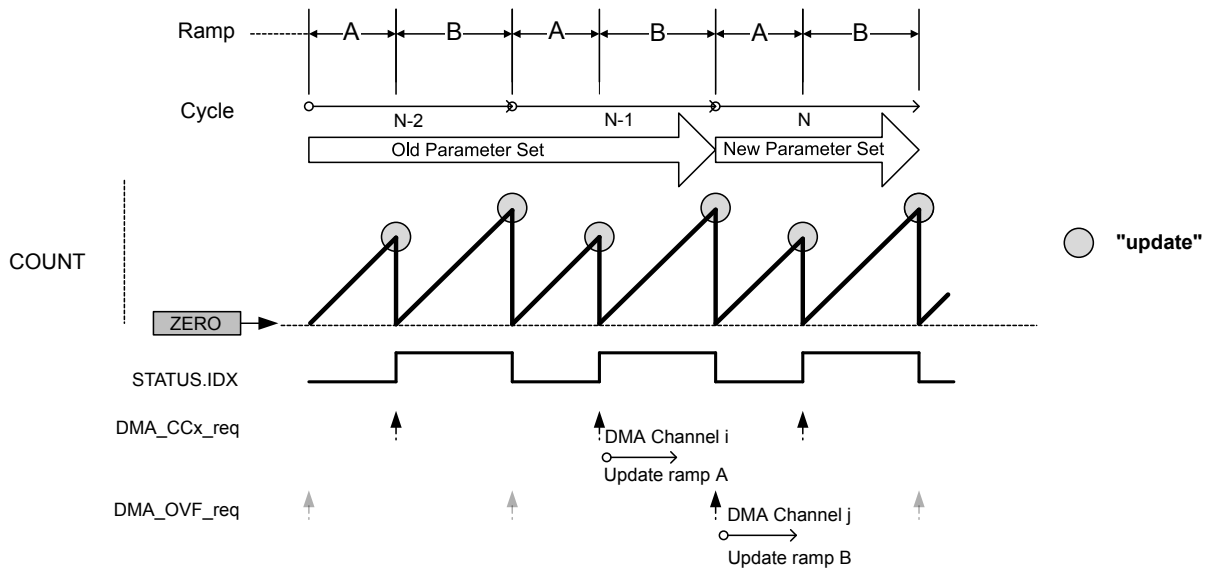 Ramp A B A B A B
Cycle
N-2 N-1 N
Old Parameter Set New Parameter Set
"update"
COUNT
ZERO
STATUS.IDX
DMA_CCx_req
DMA Channel i
Update ramp A
DMA_OVF_req
DMA Channel j
Update ramp B